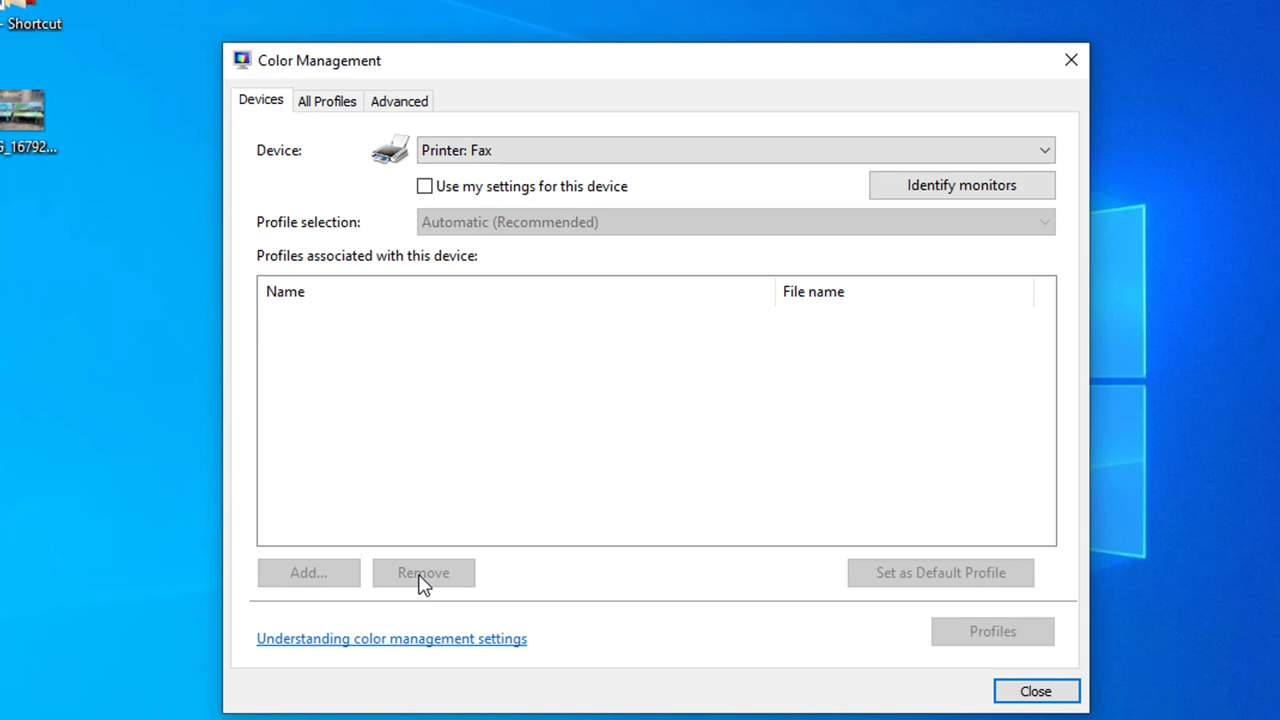 - Shortcut
G_16792...
Color Management
Devices
All Profiles
Advanced
Device:
Printer: Fax
Use my settings for this device
Identify monitors
Profile selection:
Automatic (Recommended)
Profiles associated with this device:
Name
File name
Add...
Remove
Set as Default Profile
Understanding color management settings
Profiles
Close